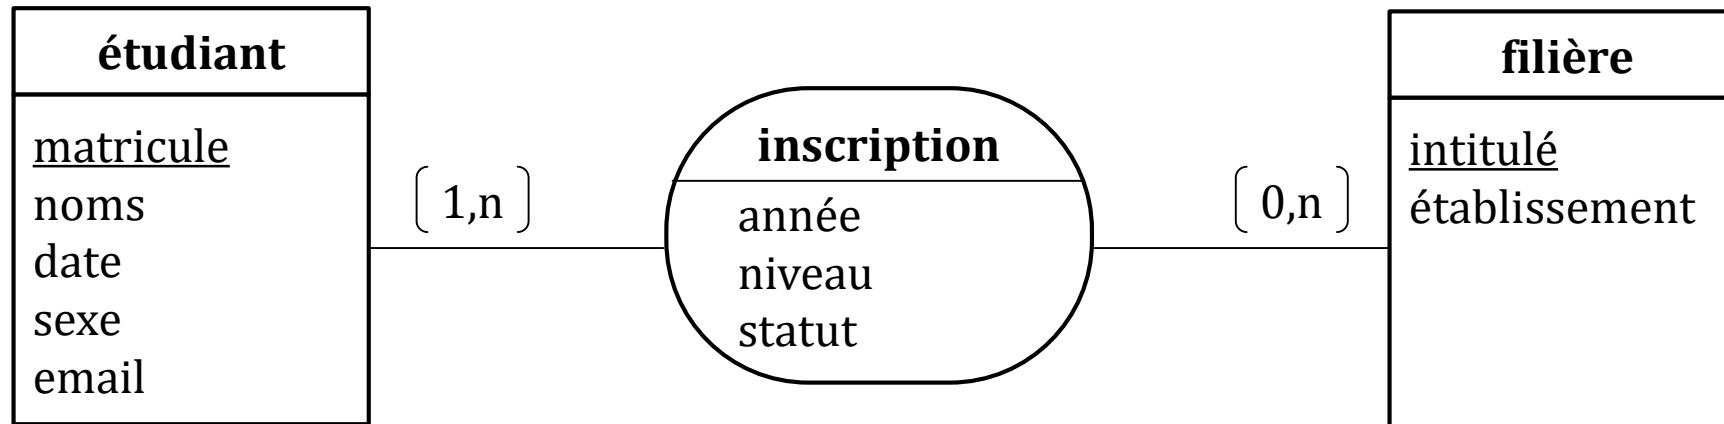 étudiant
matricule
noms
date
sexe
email
1,n
inscription
année
niveau
statut
0,n
filière
intitulé
établissement